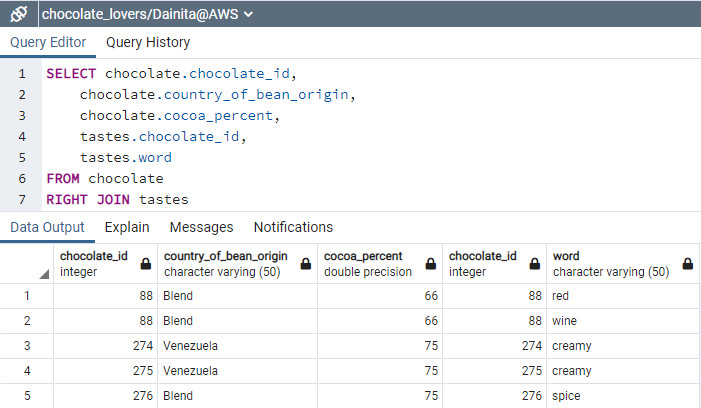 chocolate_lovers/Dainita@AWS
Query Editor Query History
1 SELECT chocolate.chocolate_id,
2 chocolate.country_of_bean_origin,
3 chocolate.cocoa_percent,
4 tastes.chocolate_id,
5 tastes.word
6 FROM chocolate
7 RIGHT JOIN tastes
Data Output Explain Messages Notifications
chocolate_id country_of_bean_origin cocoa_percent chocolate_id word
integer character varying (50) double precision integer character varying (50)
1 88 Blend 66 88 red
2 88 Blend 66 88 wine
3 274 Venezuela 75 274 creamy
4 275 Venezuela 75 275 creamy
5 276 Blend 75 276 spice